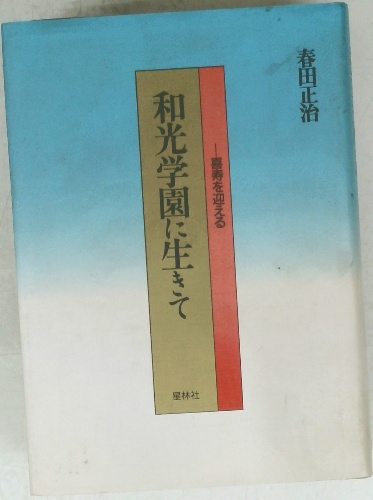 春田正治
——喜寿を迎える
和光学園に生きて
星林社